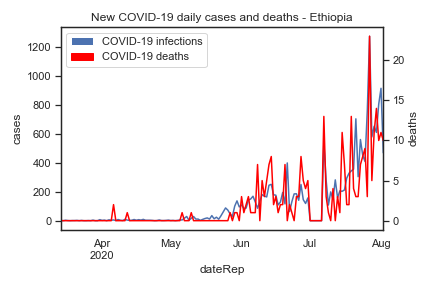 New COVID-19 daily cases and deaths - Ethiopia
COVID-19 infections
COVID-19 deaths
1200
1000
800
600
400
200
0
cases
20
15
10
5
0
deaths
Apr
2020
May
Jun
Jul
Aug
dateRep